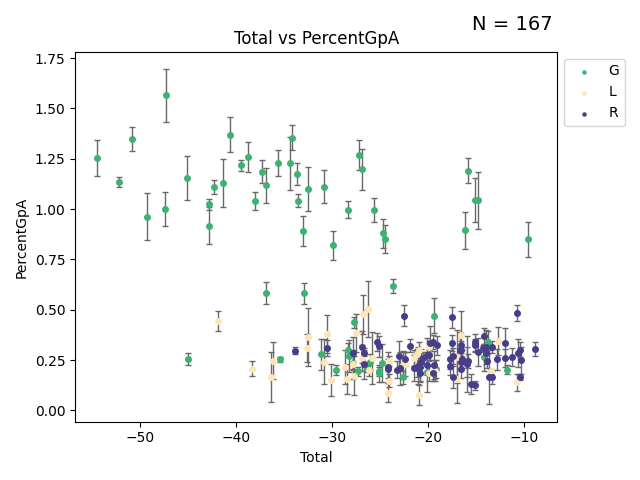 N = 167
Total vs PercentGpA
G
L
R
PercentGpA
1.75
1.50
1.25
1.00
0.75
0.50
0.25
0.00
−50 −40 −30 −20 −10
Total